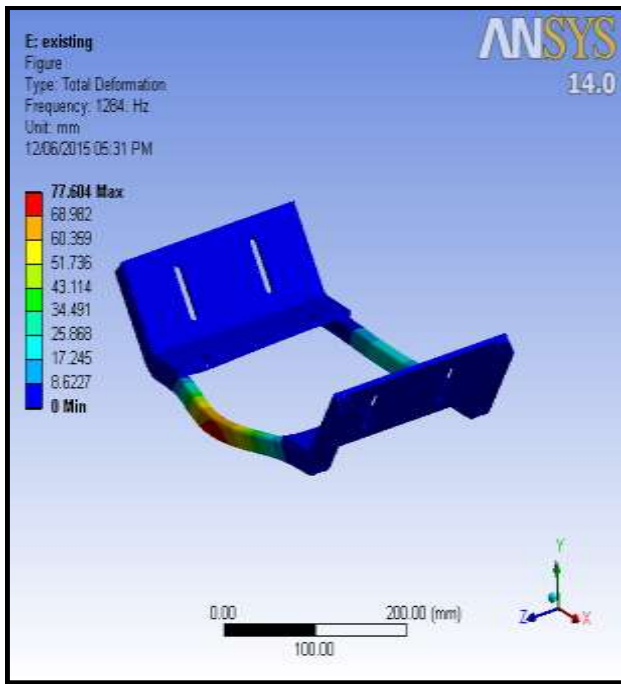 E: existing
Figure
Type: Total Deformation
Frequency: 1284. Hz
Unit: mm
12/06/2015 05:31 PM
ANSYS
14.0
77.604 Max
68.982
60.359
51.736
43.114
34.491
25.868
17.245
8.6227
0 Min
0.00 200.00 (mm)
100.00
Y
Z X